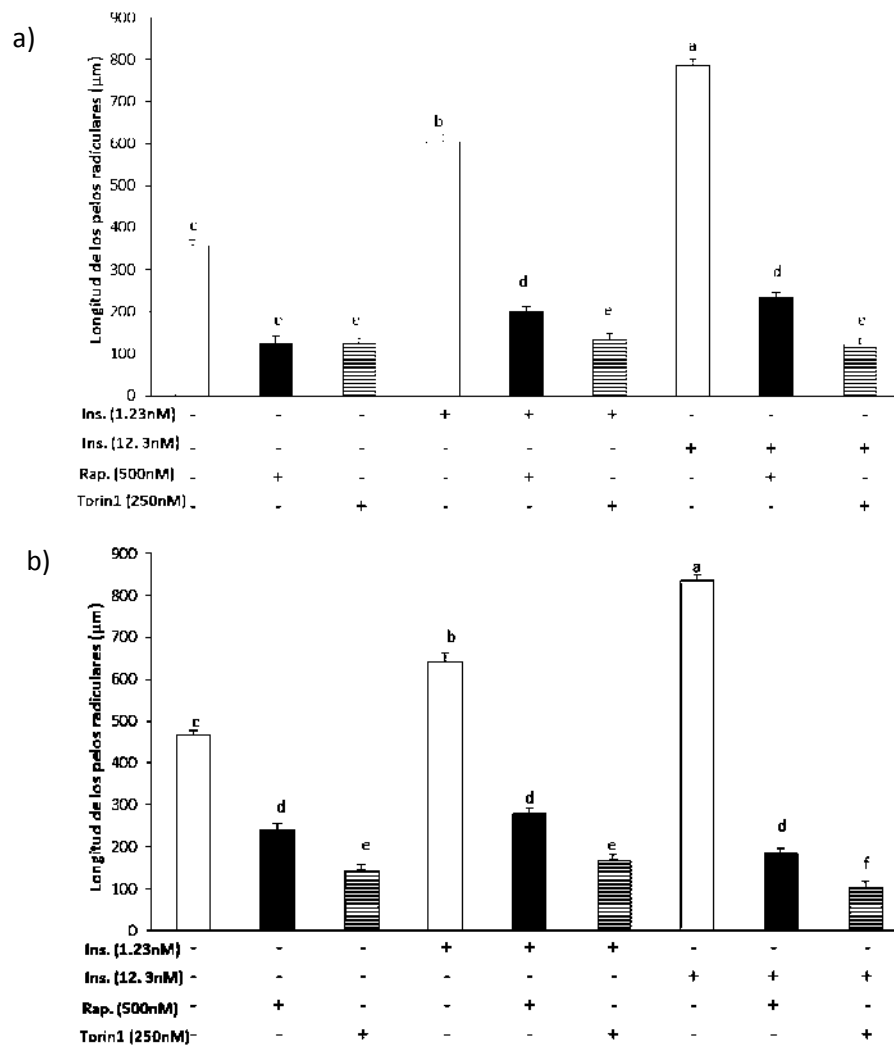 a)
Longitud de los pelos radiculares (μm)
900
800
700
600
500
400
300
200
100
0
c
e
e
b
d
e
a
d
e
Ins. (1.23nM) - - - + + + - - -
Ins. (12.3nM) - - - - - - + + +
Rap. (500nM) - + - - + - - + -
Torin1 (250nM) - - + - - + - - +
b)
Longitud de los pelos radiculares (μm)
900
800
700
600
500
400
300
200
100
0
c
d
e
b
d
e
a
d
f
Ins. (1.23nM) - - - + + + - - -
Ins. (12.3nM) - - - - - - + + +
Rap. (500nM) - + - - + - - + -
Torin1 (250nM) - - + - - + - - +